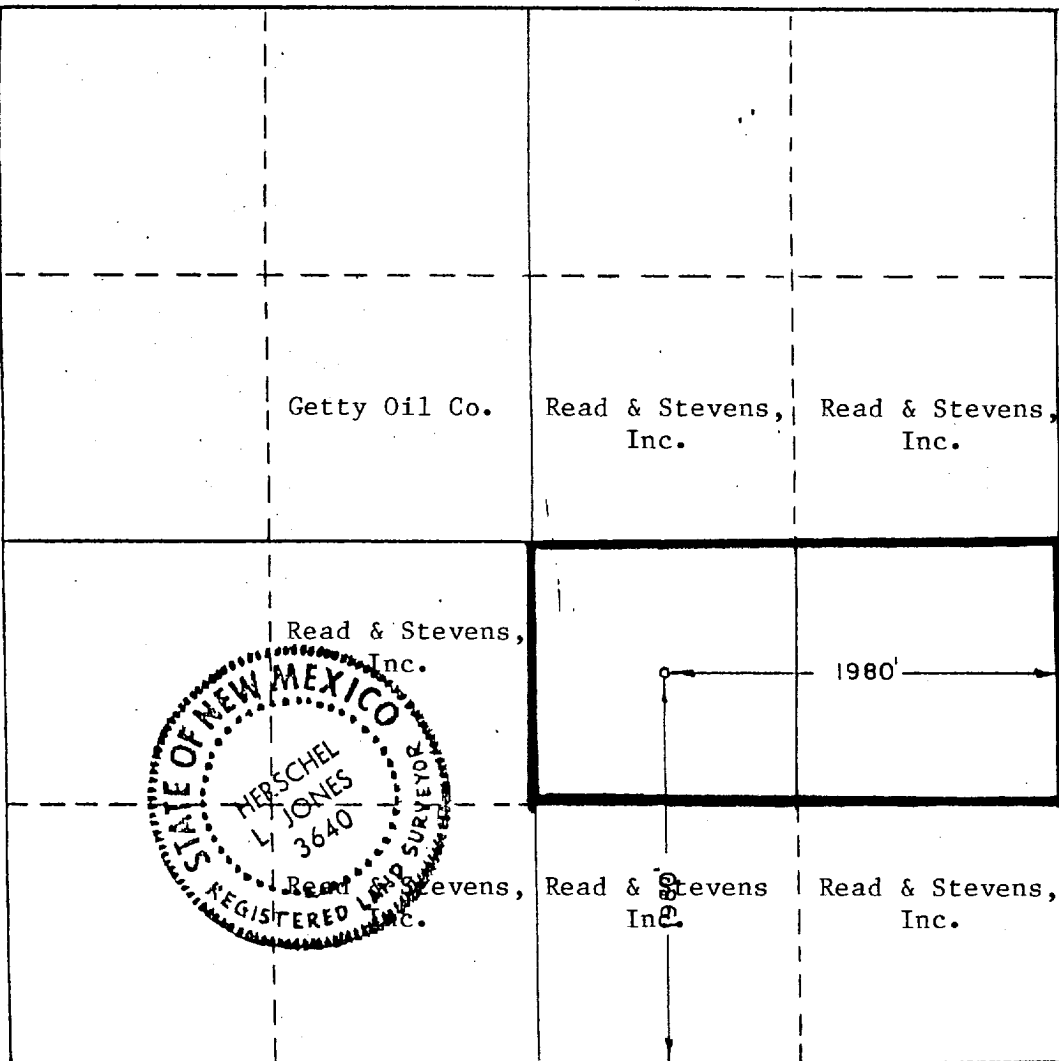 Getty Oil Co.
Read & Stevens,
Inc.
Read & Stevens,
Inc.
Read & Stevens,
Inc.
1980'
STATE OF NEW MEXICO
HERSCHEL
L. JONES
3640
REGISTERED LAND SURVEYOR
Read & Stevens,
Inc.
Read & Stevens
Inc.
1980'
Read & Stevens,
Inc.